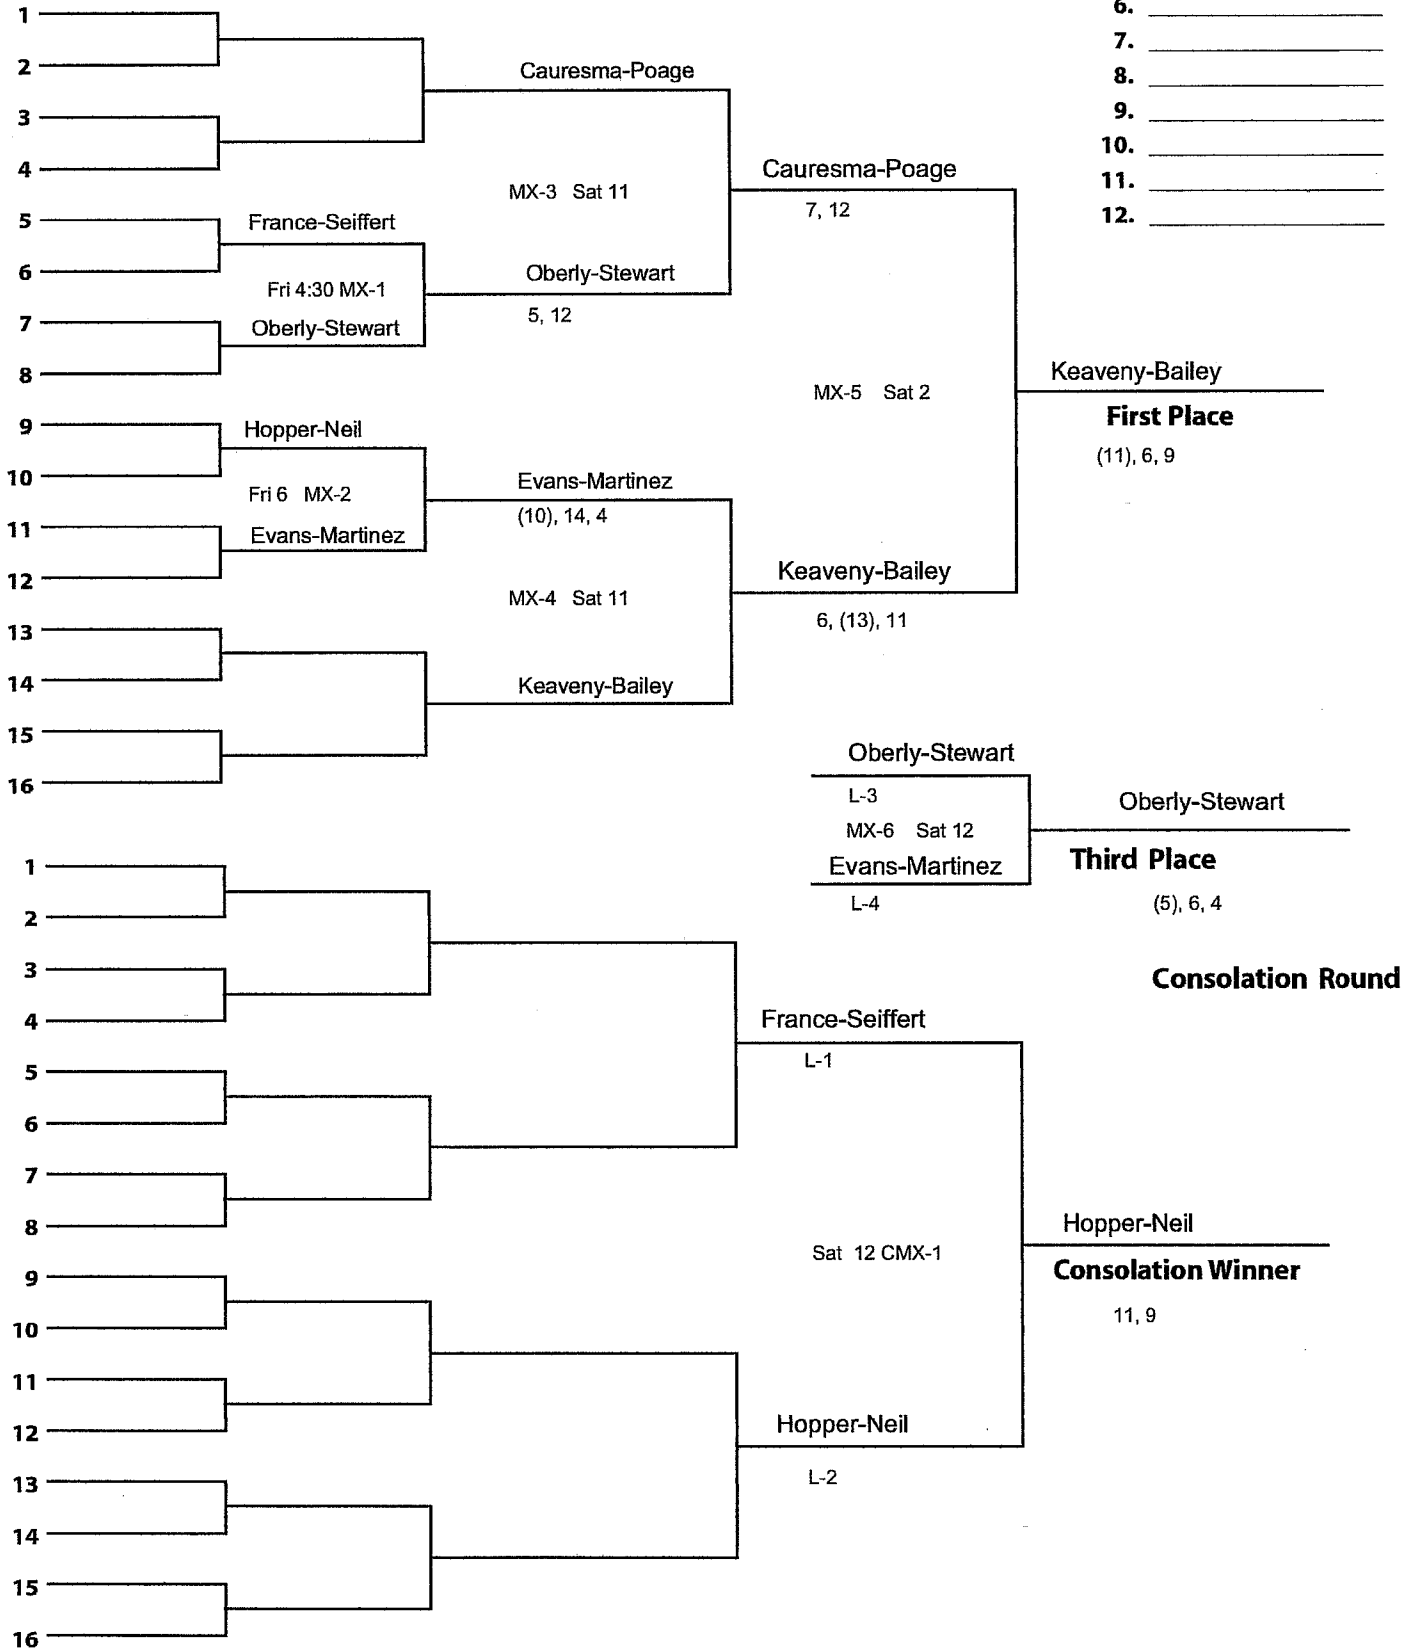 6.
1
7.
2
Cauresma-Poage
8.
3
9.
10.
4
Cauresma-Poage
11.
MX-3 Sat 11
7, 12
12.
5
France-Seiffert
6
Oberly-Stewart
Fri 4:30 MX-1
5, 12
7
Oberly-Stewart
8
Keaveny-Bailey
MX-5 Sat 2
First Place
9
Hopper-Neil
(11), 6, 9
10
Evans-Martinez
Fri 6 MX-2
(10), 14, 4
11
Evans-Martinez
12
Keaveny-Bailey
MX-4 Sat 11
6, (13), 11
13
14
Keaveny-Bailey
15
16
Oberly-Stewart
L-3
Oberly-Stewart
MX-6 Sat 12
Evans-Martinez
Third Place
L-4
(5), 6, 4
1
2
3
Consolation Round
4
France-Seiffert
L-1
5
6
7
8
Hopper-Neil
Sat 12 CMX-1
Consolation Winner
9
11, 9
10
11
12
Hopper-Neil
L-2
13
14
15
16